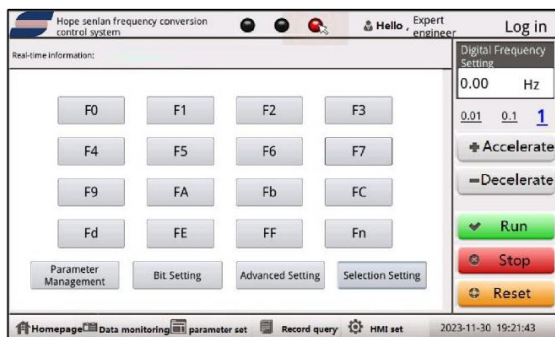 Hope senlan frequency conversion
control system
Hello , Expert
engineer
Log in
Real-time information:
Digital Frequency
Setting
0.00 Hz
0.01 0.1 1
F0 F1 F2 F3
F4 F5 F6 F7
F9 FA Fb FC
Fd FE FF Fn
Accelerate
Decelerate
Run
Stop
Reset
Parameter
Management
Bit Setting
Advanced Setting
Selection Setting
Homepage Data monitoring parameter set Record query HMI set 2023-11-30 19:21:43